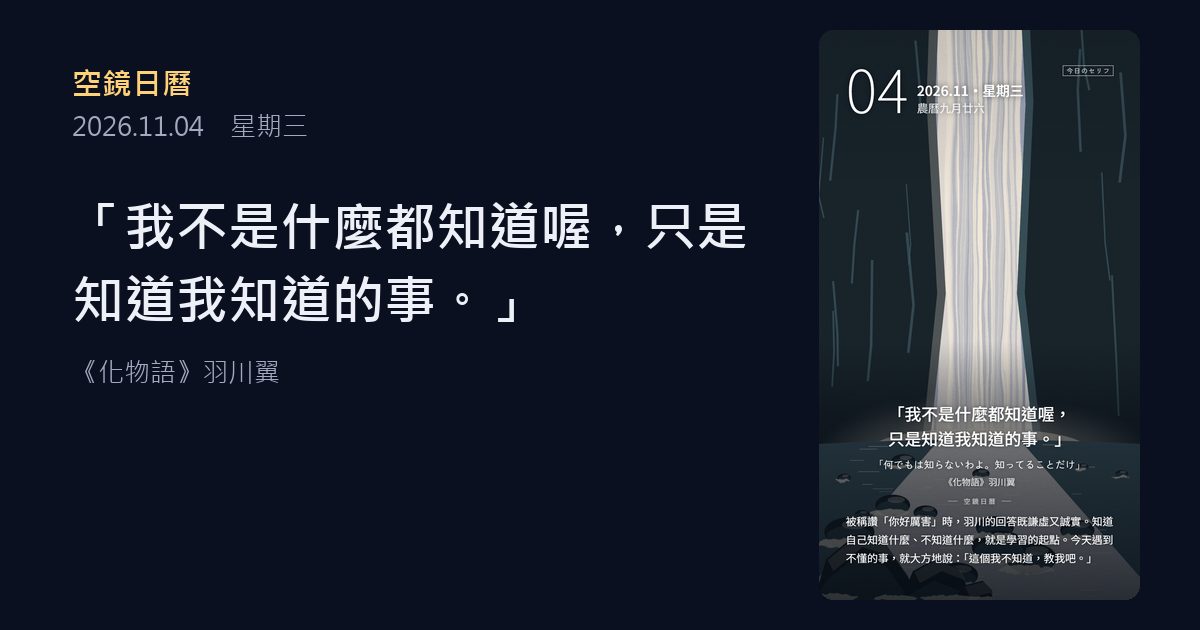 空鏡日曆
2026.11.04 星期三
「我不是什麼都知道喔,只是
知道我知道的事。」
《化物語》羽川翼
04
2026.11・星期三
農曆九月廿六
今日のセリフ
「我不是什麼都知道喔,
只是知道我知道的事。」
「何でもは知らないわよ。知ってることだけ」
《化物語》羽川翼
— 空鏡日曆 —
被稱讚「你好厲害」時,羽川的回答既謙虛又誠實。知道
自己知道什麼、不知道什麼,就是學習的起點。今天遇到
不懂的事,就大方地說:「這個我不知道,教我吧。」